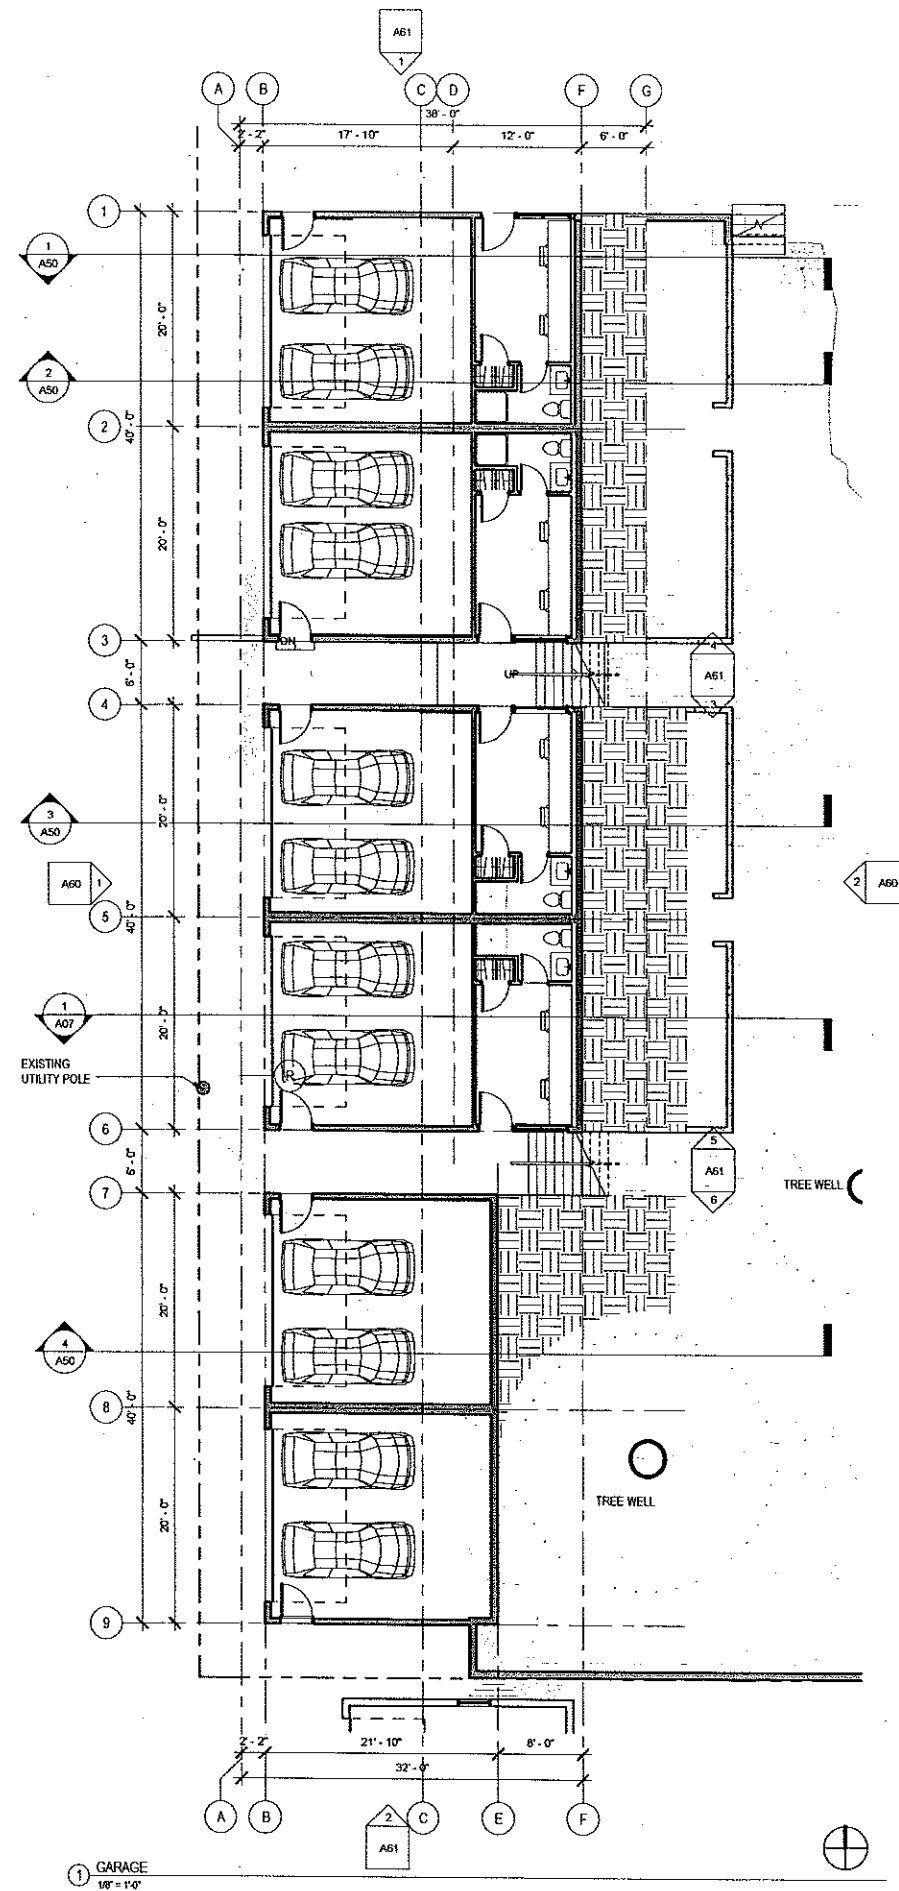 A61
1
A B C D F G
38' - 0"
2' - 2" 17' - 10" 12' - 0" 6' - 0"
1
1
A50
20' - 0"
2
A50
2
40' - 0"
20' - 0"
3
DN
6' - 0"
UP
4
A61
3
4
3
A50
20' - 0"
A60 1
2 A60
5
40' - 0"
1
A07
20' - 0"
EXISTING
UTILITY POLE
R
6
6' - 0"
5
A61
6
7
TREE WELL
20' - 0"
4
A50
8
40' - 0"
20' - 0"
TREE WELL
9
2' - 2" 21' - 10" 8' - 0"
32' - 0"
A B C E F
2
A61
1 GARAGE
1/8" = 1'-0"